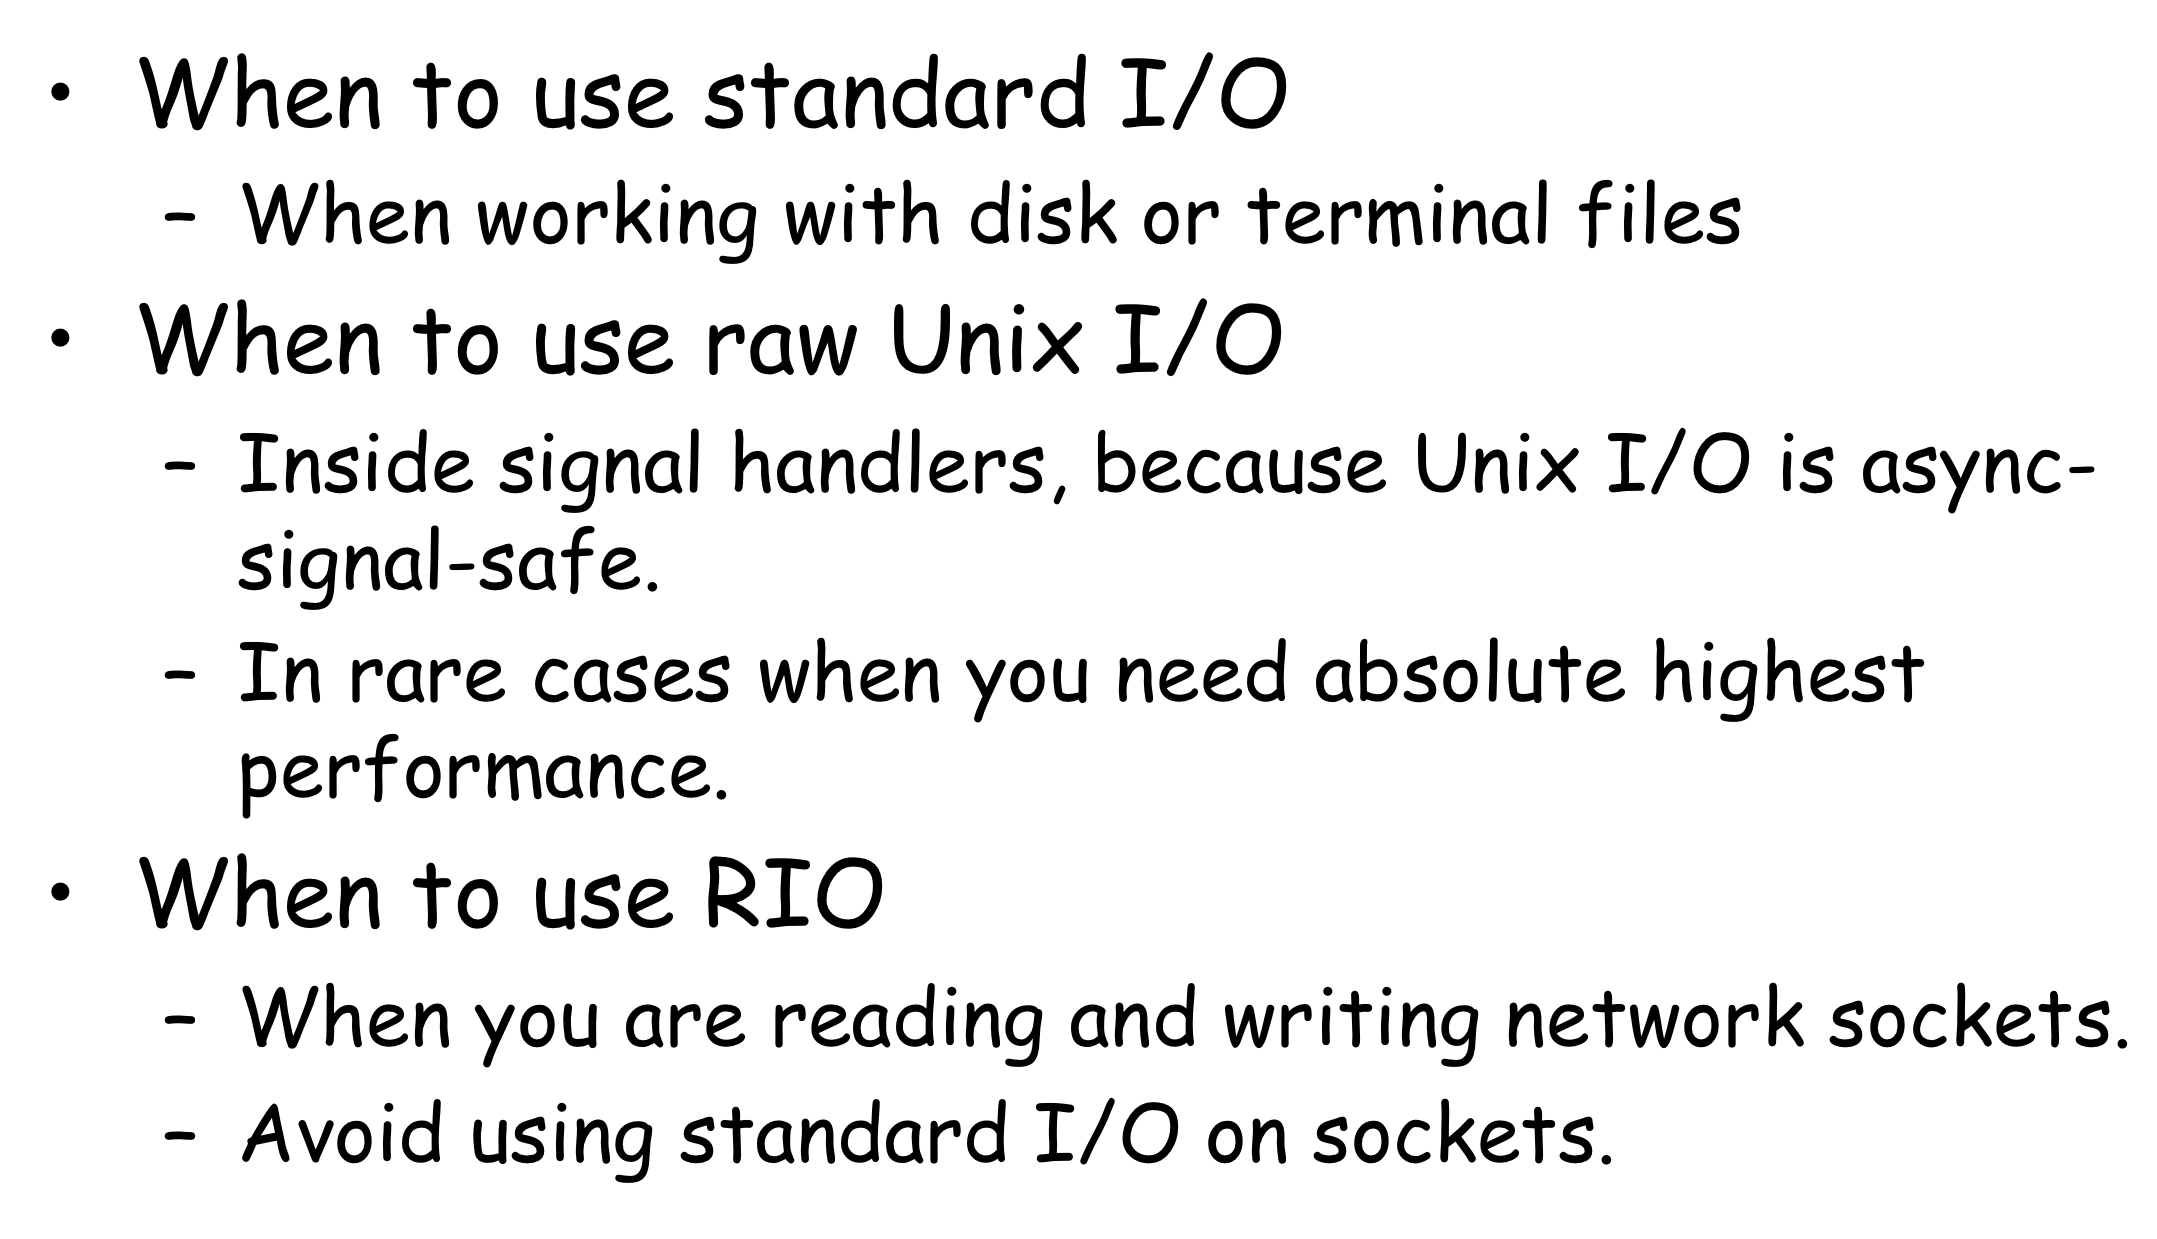 • When to use standard I/O
– When working with disk or terminal files
• When to use raw Unix I/O
– Inside signal handlers, because Unix I/O is async-
signal-safe.
– In rare cases when you need absolute highest
performance.
• When to use RIO
– When you are reading and writing network sockets.
– Avoid using standard I/O on sockets.